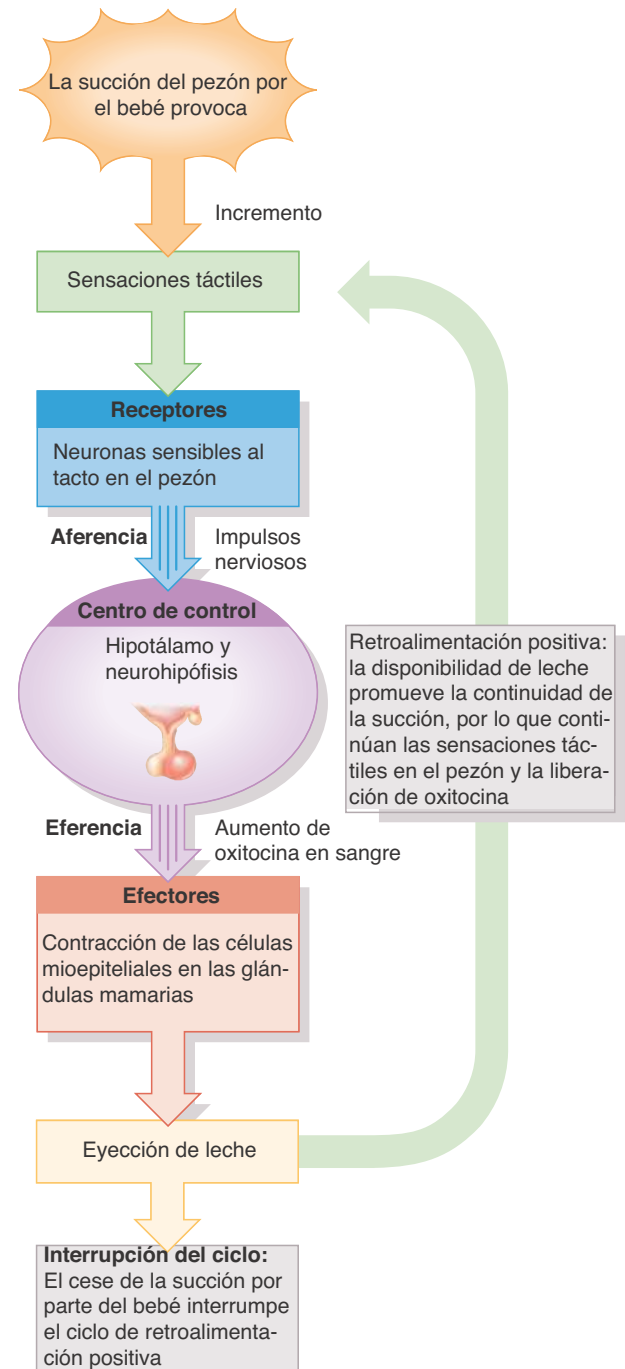 La succión del pezón por
el bebé provoca
Incremento
Sensaciones táctiles
Receptores
Neuronas sensibles al
tacto en el pezón
Aferencia
Impulsos
nerviosos
Centro de control
Hipotálamo y
neurohipófisis
Retroalimentación positiva:
la disponibilidad de leche
promueve la continuidad de
la succión, por lo que conti-
núan las sensaciones tác-
tiles en el pezón y la libera-
ción de oxitocina
Eferencia
Aumento de
oxitocina en sangre
Efectores
Contracción de las células
mioepiteliales en las glán-
dulas mamarias
Eyección de leche
Interrupción del ciclo:
El cese de la succión por
parte del bebé interrumpe
el ciclo de retroalimenta-
ción positiva